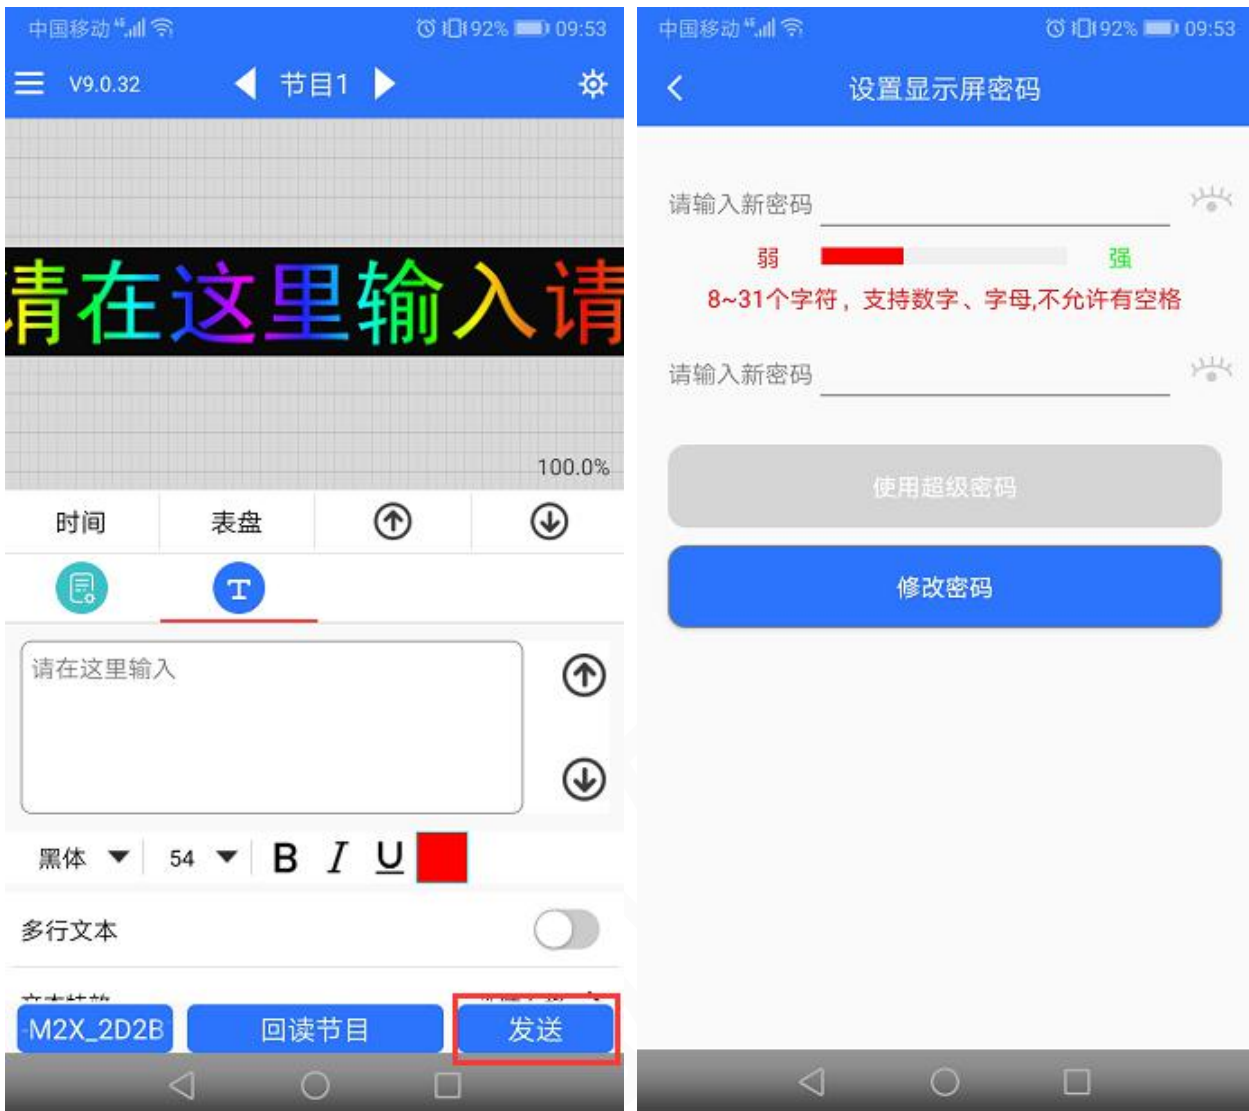 中国移动 4G 92% 09:53
V9.0.32 节目1
请在这里输入请
100.0%
时间 表盘
T
请在这里输入
黑体 54 B I U
多行文本
-M2X_2D2B 回读节目 发送
中国移动 4G 92% 09:53
设置显示屏密码
请输入新密码
弱 强
8~31个字符，支持数字、字母,不允许有空格
请输入新密码
使用超级密码
修改密码